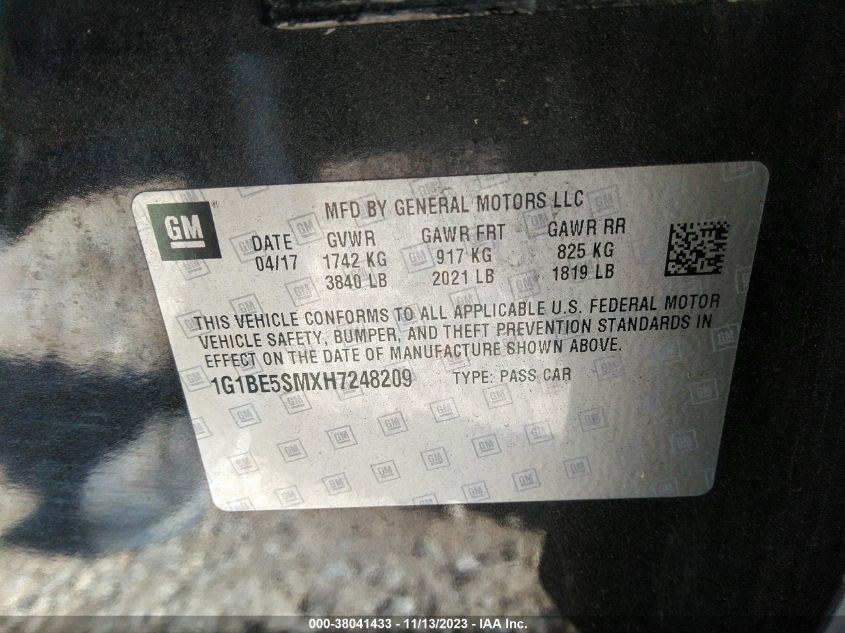 GM
MFD BY GENERAL MOTORS LLC
DATE GVWR GAWR FRT GAWR RR
04/17 1742 KG 917 KG 825 KG
3840 LB 2021 LB 1819 LB
THIS VEHICLE CONFORMS TO ALL APPLICABLE U.S. FEDERAL MOTOR
VEHICLE SAFETY, BUMPER, AND THEFT PREVENTION STANDARDS IN
EFFECT ON THE DATE OF MANUFACTURE SHOWN ABOVE.
1G1BE5SMXH7248209 TYPE: PASS CAR
000-38041433 - 11/13/2023 - 1G1BE5SMXH7248209